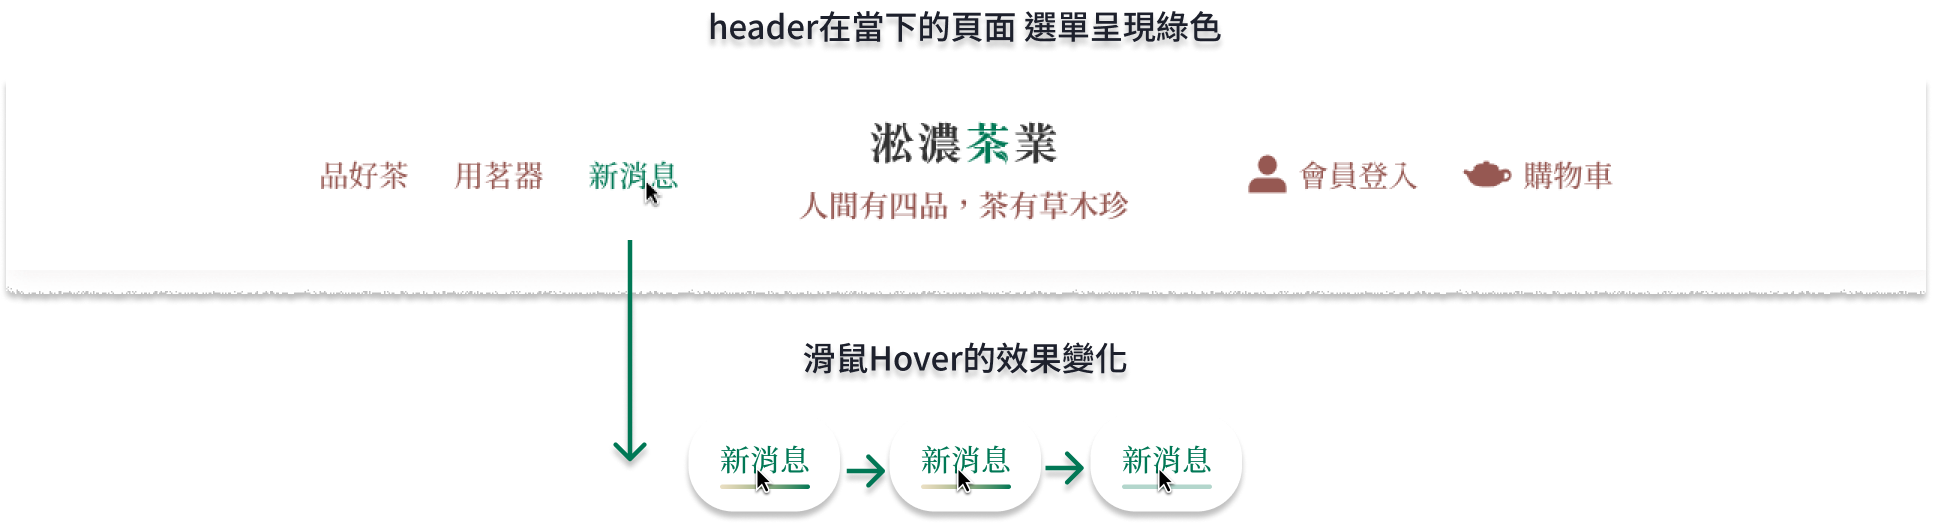 header在當下的頁面 選單呈現綠色
品好茶 用茗器 新消息
淞濃茶業
人間有四品，茶有草木珍
會員登入 購物車
滑鼠Hover的效果變化
新消息 新消息 新消息